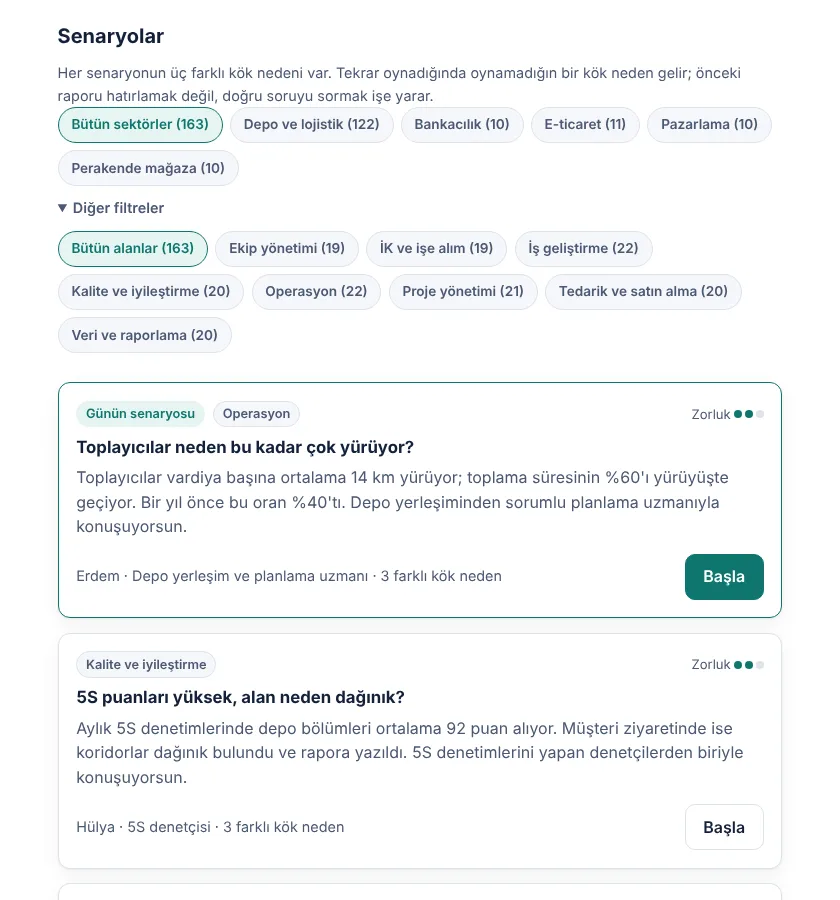 Senaryolar
Her senaryonun üç farklı kök nedeni var. Tekrar oynadığında oynamadığın bir kök neden gelir; önceki
raporu hatırlamak değil, doğru soruyu sormak işe yarar.
Bütün sektörler (163) Depo ve lojistik (122) Bankacılık (10) E-ticaret (11) Pazarlama (10)
Perakende mağaza (10)
▼ Diğer filtreler
Bütün alanlar (163) Ekip yönetimi (19) İK ve işe alım (19) İş geliştirme (22)
Kalite ve iyileştirme (20) Operasyon (22) Proje yönetimi (21) Tedarik ve satın alma (20)
Veri ve raporlama (20)
Günün senaryosu Operasyon Zorluk
Toplayıcılar neden bu kadar çok yürüyor?
Toplayıcılar vardiya başına ortalama 14 km yürüyor; toplama süresinin %60'ı yürüyüşte
geçiyor. Bir yıl önce bu oran %40'tı. Depo yerleşiminden sorumlu planlama uzmanıyla
konuşuyorsun.
Erdem · Depo yerleşim ve planlama uzmanı · 3 farklı kök neden Başla
Kalite ve iyileştirme Zorluk
5S puanları yüksek, alan neden dağınık?
Aylık 5S denetimlerinde depo bölümleri ortalama 92 puan alıyor. Müşteri ziyaretinde ise
koridorlar dağınık bulundu ve rapora yazıldı. 5S denetimlerini yapan denetçilerden biriyle
konuşuyorsun.
Hülya · 5S denetçisi · 3 farklı kök neden Başla